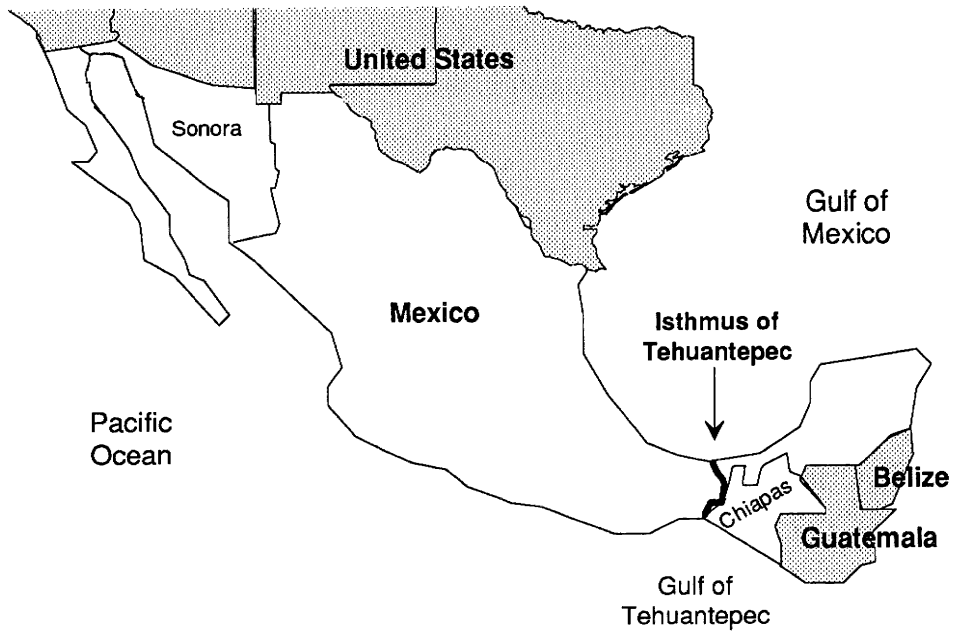 United States
Sonora
Gulf of
Mexico
Mexico
Isthmus of
Tehuantepec
Pacific
Ocean
Belize
Chiapas
Guatemala
Gulf of
Tehuantepec